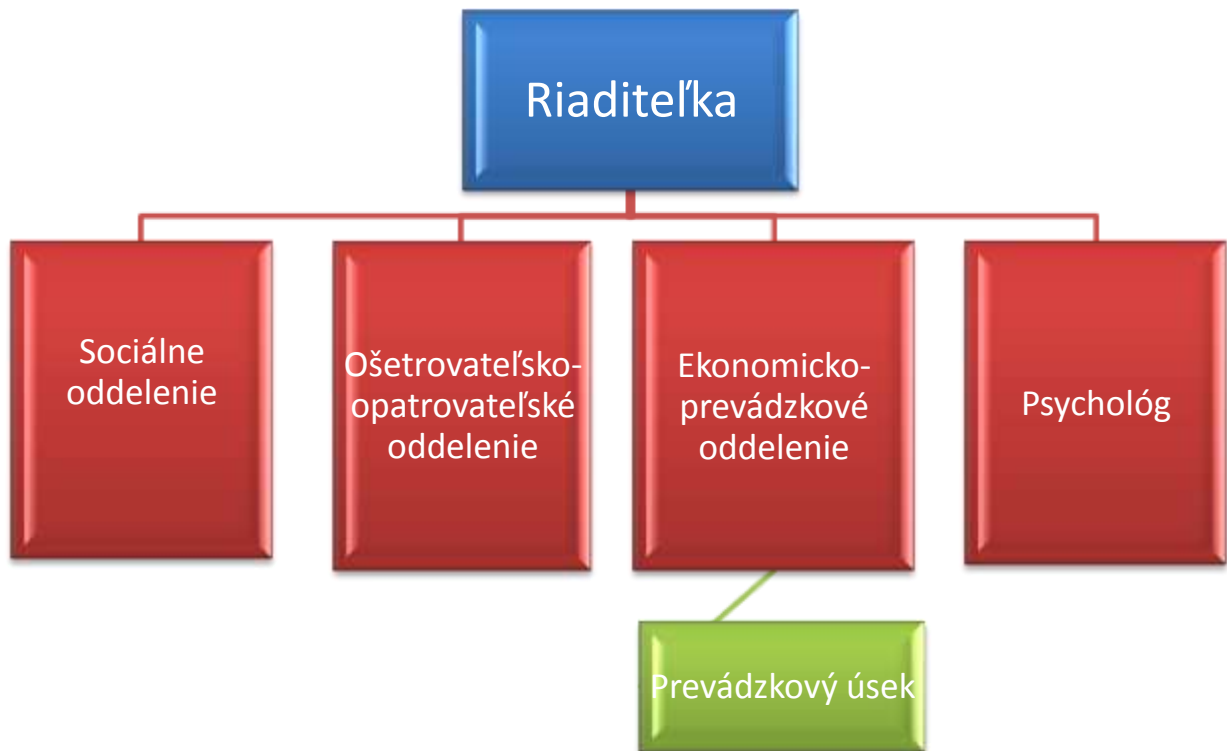 Riaditeľka
Sociálne
oddelenie
Ošetrovateľsko-
opatrovateľské
oddelenie
Ekonomicko-
prevádzkové
oddelenie
Psychológ
Prevádzkový úsek